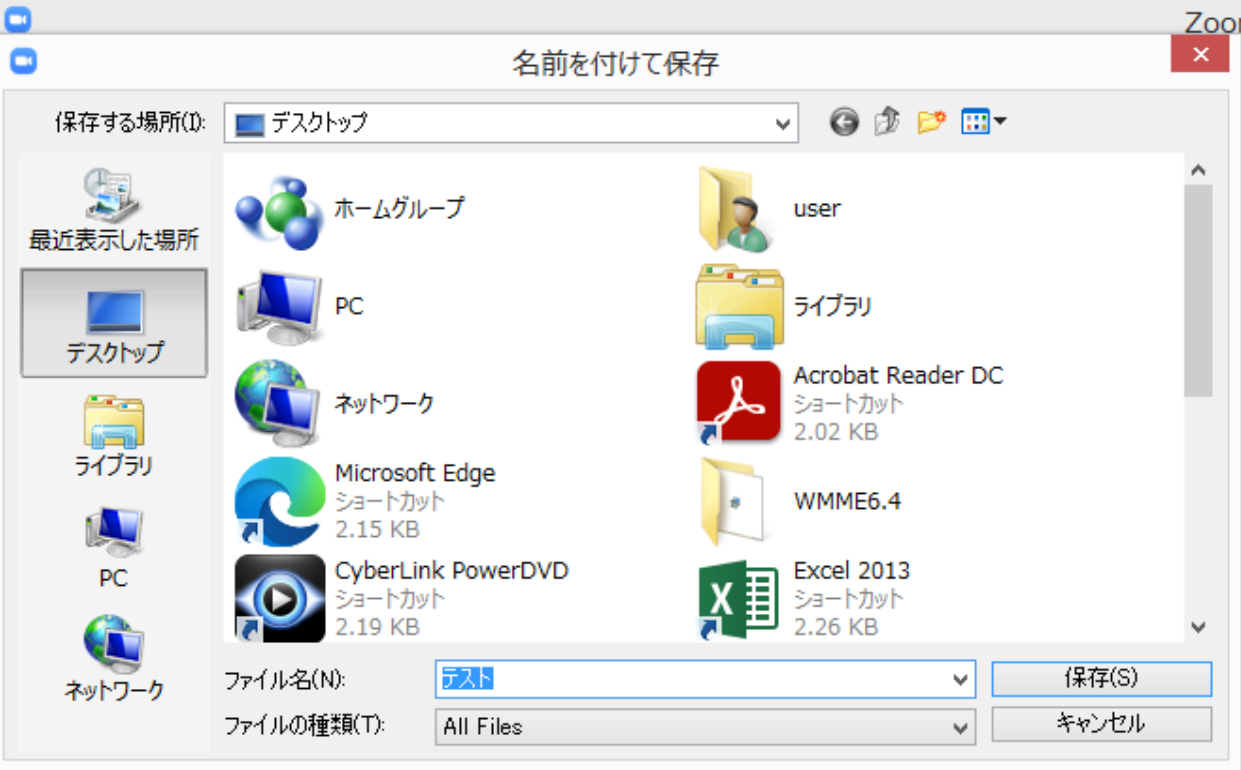 Zoo
名前を付けて保存
保存する場所(I):
デスクトップ
最近表示した場所
デスクトップ
ライブラリ
PC
ネットワーク
ホームグループ
user
PC
ライブラリ
ネットワーク
Acrobat Reader DC
ショートカット
2.02 KB
Microsoft Edge
ショートカット
2.15 KB
WMME6.4
CyberLink PowerDVD
ショートカット
2.19 KB
Excel 2013
ショートカット
2.26 KB
ファイル名(N):
テスト
保存(S)
ファイルの種類(T):
All Files
キャンセル